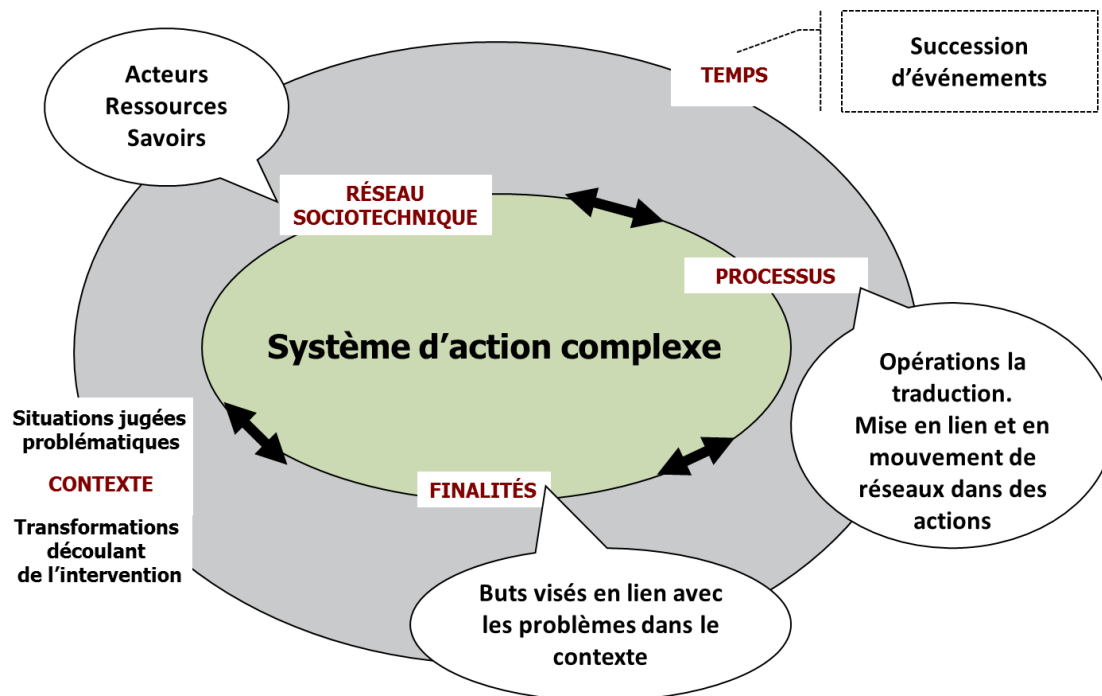 Acteurs
Ressources
Savoirs
TEMPS
Succession
d’événements
RÉSEAU
SOCIOTECHNIQUE
PROCESSUS
Système d’action complexe
Opérations la
traduction.
Mise en lien et en
mouvement de
réseaux dans des
actions
Situations jugées
problématiques
CONTEXTE
Transformations
découlant
de l’intervention
FINALITÉS
Buts visés en lien avec
les problèmes dans le
contexte